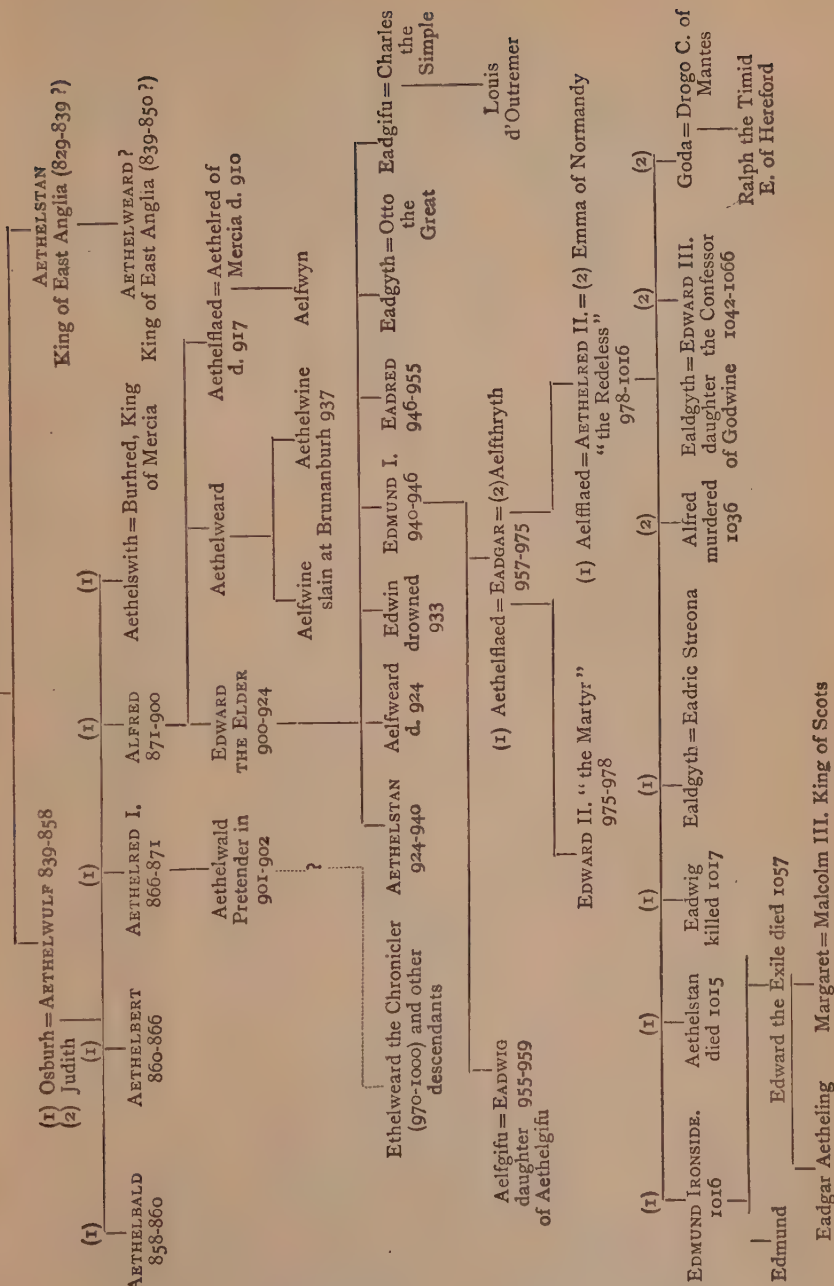 AETHELSTAN
King of East Anglia (829-839 ?)
(1) Osburh = AETHELWULF 839-858
(2) Judith
AETHELWEARD ?
King of East Anglia (839-850 ?)
(1)
(1)
(1)
(1)
(1)
AETHELBALD
858-860
AETHELBERT
860-866
AETHELRED I.
866-871
ALFRED
871-900
Aethelswith = Burhred, King
of Mercia
Aethelwald
Pretender in
901-902
EDWARD
THE ELDER
900-924
Aethelweard
Aethelflaed = Aethelred of
d. 917 Mercia d. 910
?
Aelfwine
Aethelwine
slain at Brunanburh 937
Aelfwyn
Ethelweard the Chronicler
(970-1000) and other
descendants
AETHELSTAN
924-940
Aelfweard
d. 924
Edwin
drowned
933
EDMUND I.
940-946
EADRED
946-955
Eadgyth = Otto
the
Great
Eadgifu = Charles
the
Simple
Louis
d'Outremer
Aelfgifu = EADWIG
daughter 955-959
of Aethelgifu
(1) Aethelflaed = EADGAR = (2) Aelfthryth
957-975
EDWARD II. "the Martyr"
975-978
(1) Aelflaed = AETHELRED II. = (2) Emma of Normandy
"the Redeless"
978-1016
(1)
(1)
(1)
(1)
(2)
(2)
(2)
EDMUND IRONSIDE.
1016
Aethelstan
died 1015
Eadwig
killed 1017
Ealdgyth = Eadric Streona
Alfred
murdered
1036
Ealdgyth = EDWARD III.
daughter the Confessor
of Godwine 1042-1066
Goda = Drogo C. of
Mantes
Ralph the Timid
E. of Hereford
Edmund
Edward the Exile died 1057
Eadgar Aetheling
Margaret = Malcolm III. King of Scots